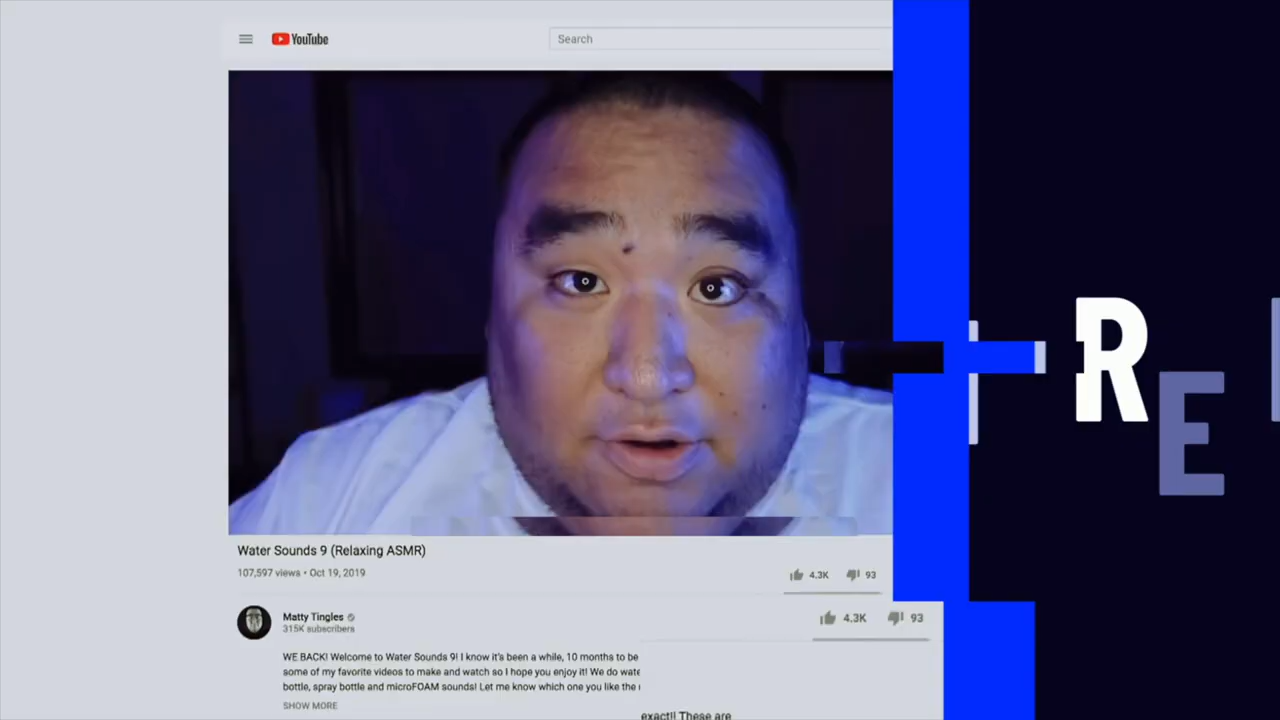 YouTube
Search
RE
Water Sounds 9 (Relaxing ASMR)
107,597 views • Oct 19, 2019
4.3K 93
Matty Tingles
315K subscribers
4.3K 93
WE BACK! Welcome to Water Sounds 9! I know it's been a while, 10 months to be
some of my favorite videos to make and watch so I hope you enjoy it! We do wate
bottle, spray bottle and microFOAM sounds! Let me know which one you like the
SHOW MORE
exact!! These are